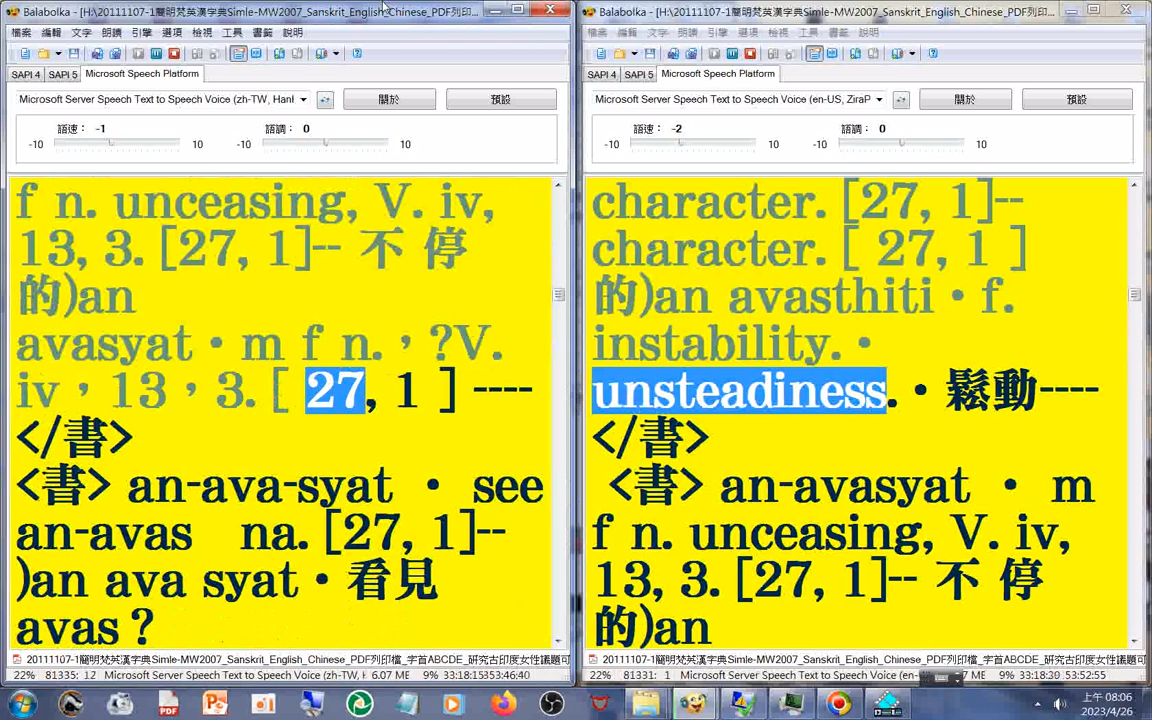 Balabolka - [H:\20111107-1簡明梵英漢字典Simle-MW2007_Sanskrit_English_Chinese_PDF列印...
檔案 編輯 文字 朗讀 引擎 選項 檢視 工具 書籤 說明
SAPI 4 SAPI 5 Microsoft Speech Platform
Microsoft Server Speech Text to Speech Voice (zh-TW, Hanl 關於 預設
語速： -1 語調： 0
-10 10 -10 10
f n. unceasing, V. iv,
13, 3. [27, 1]-- 不 停
的)an
avasyat・m f n.，?V.
iv，13，3. [ 27, 1 ] ----
</書>
<書> an-ava-syat ・ see
an-avas na. [27, 1]--
)an ava syat・看見
avas？
20111107-1簡明梵英漢字典Simle-MW2007_Sanskrit_English_Chinese_PDF列印檔_字首ABCDE_研究古印度女性議題可
22% 81335: 12 Microsoft Server Speech Text to Speech Voice (zh-TW, H 6.07 MB 9% 33:18:15353:46:40
Balabolka - [H:\20111107-1簡明梵英漢字典Simle-MW2007_Sanskrit_English_Chinese_PDF列印...
檔案 編輯 文字 朗讀 引擎 選項 檢視 工具 書籤 說明
SAPI 4 SAPI 5 Microsoft Speech Platform
Microsoft Server Speech Text to Speech Voice (en-US, ZiraP 關於 預設
語速： -2 語調： 0
-10 10 -10 10
character. [27, 1]--
character. [ 27, 1 ]
的)an avasthiti・f.
instability.・
unsteadiness.・鬆動----
</書>
<書> an-avasyat ・ m
f n. unceasing, V. iv,
13, 3. [27, 1]-- 不 停
的)an
20111107-1簡明梵英漢字典Simle-MW2007_Sanskrit_English_Chinese_PDF列印檔_字首ABCDE_研究古印度女性議題可
22% 81331: 1 Microsoft Server Speech Text to Speech Voice 9% 33:18:20 53:52:55
上午 08:06
2023/4/26